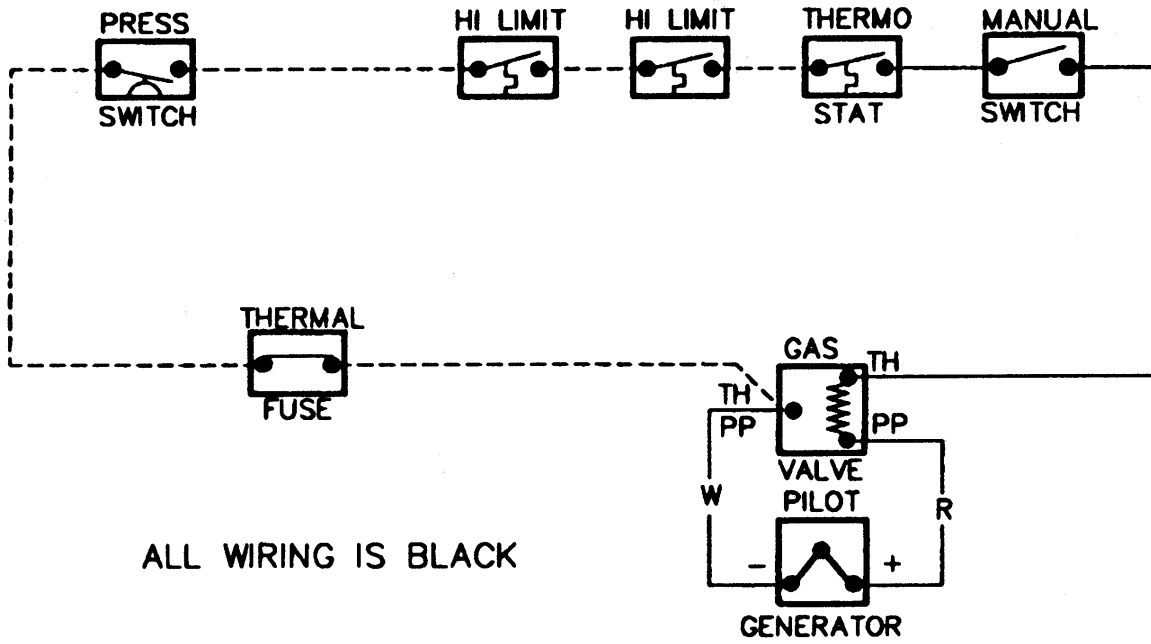 PRESS
SWITCH
HI LIMIT
HI LIMIT
THERMO
STAT
MANUAL
SWITCH
THERMAL
FUSE
GAS
TH
TH
PP
PP
VALVE
W
PILOT
R
- +
GENERATOR
ALL WIRING IS BLACK